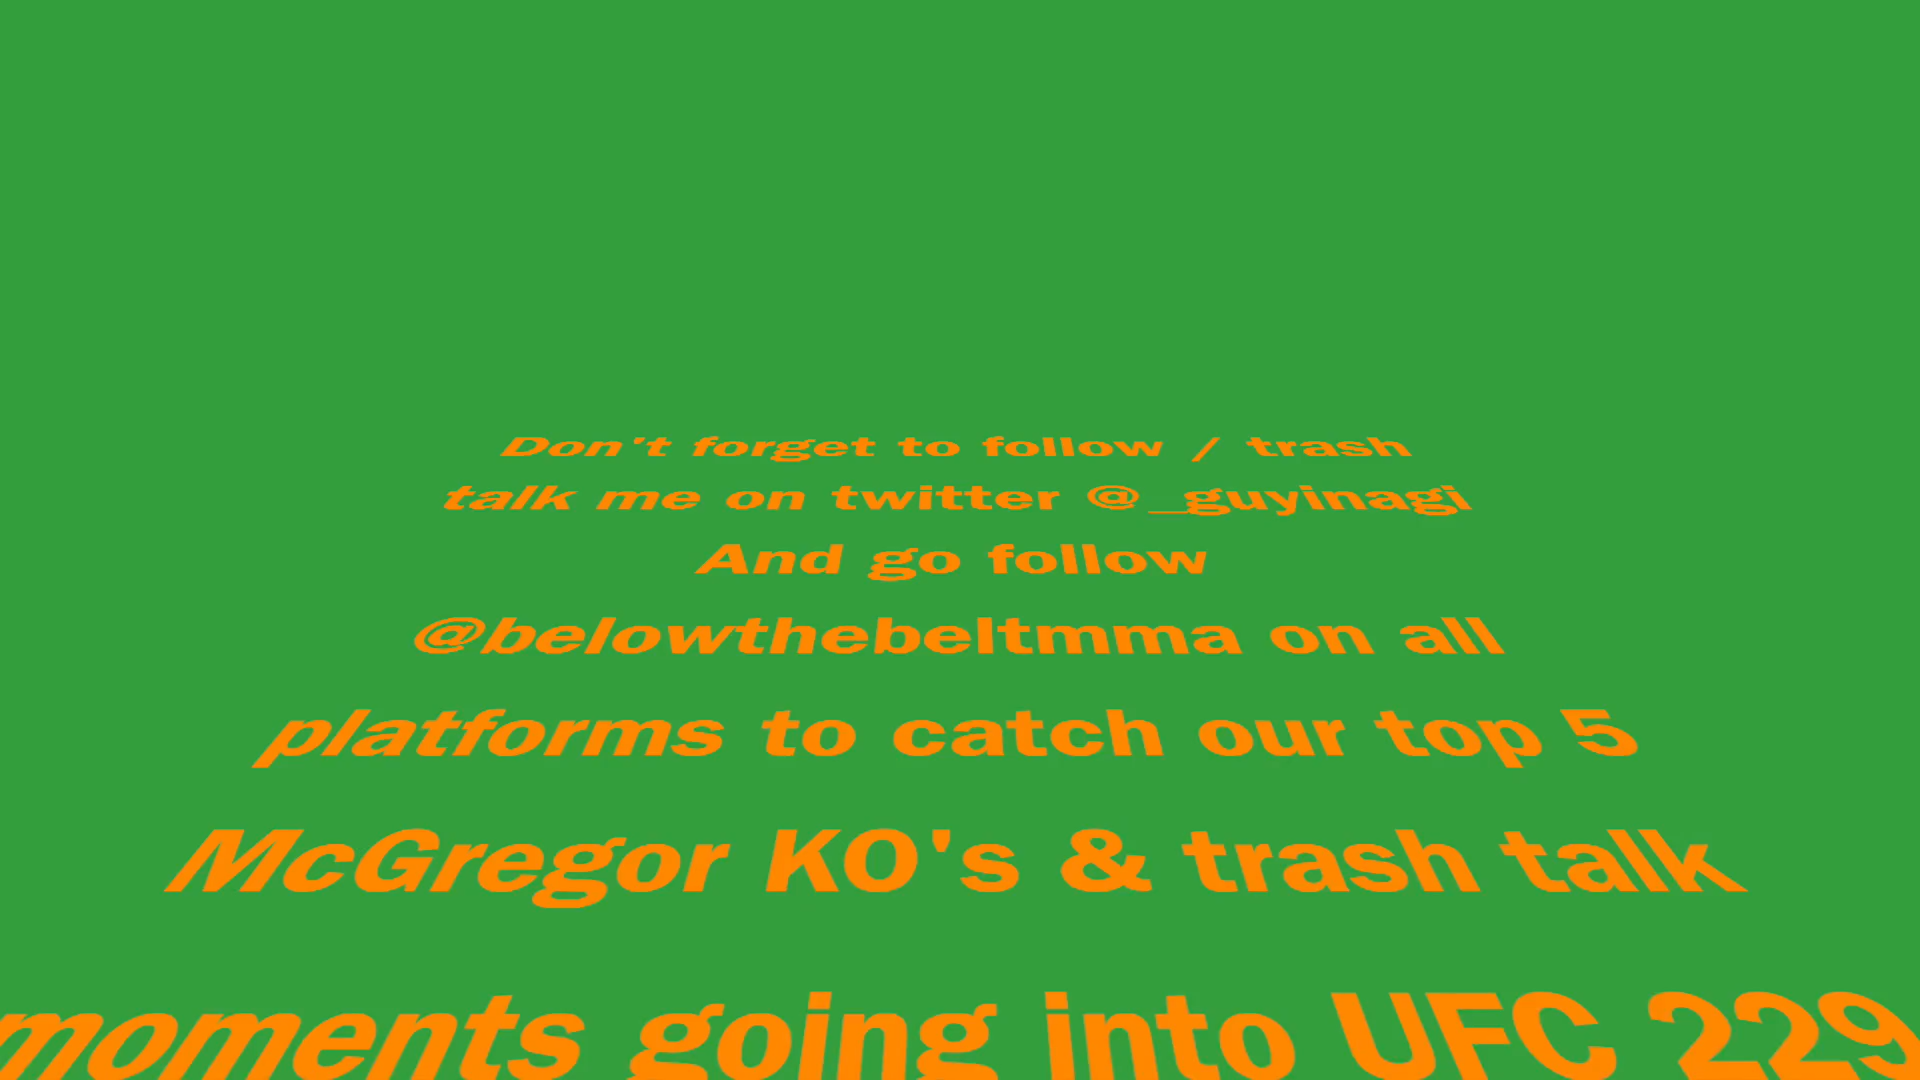 Don't forget to follow / trash
talk me on twitter @_guyinagi
And go follow
@belowthebeltmma on all
platforms to catch our top 5
McGregor KO's & trash talk
moments going into UFC 229